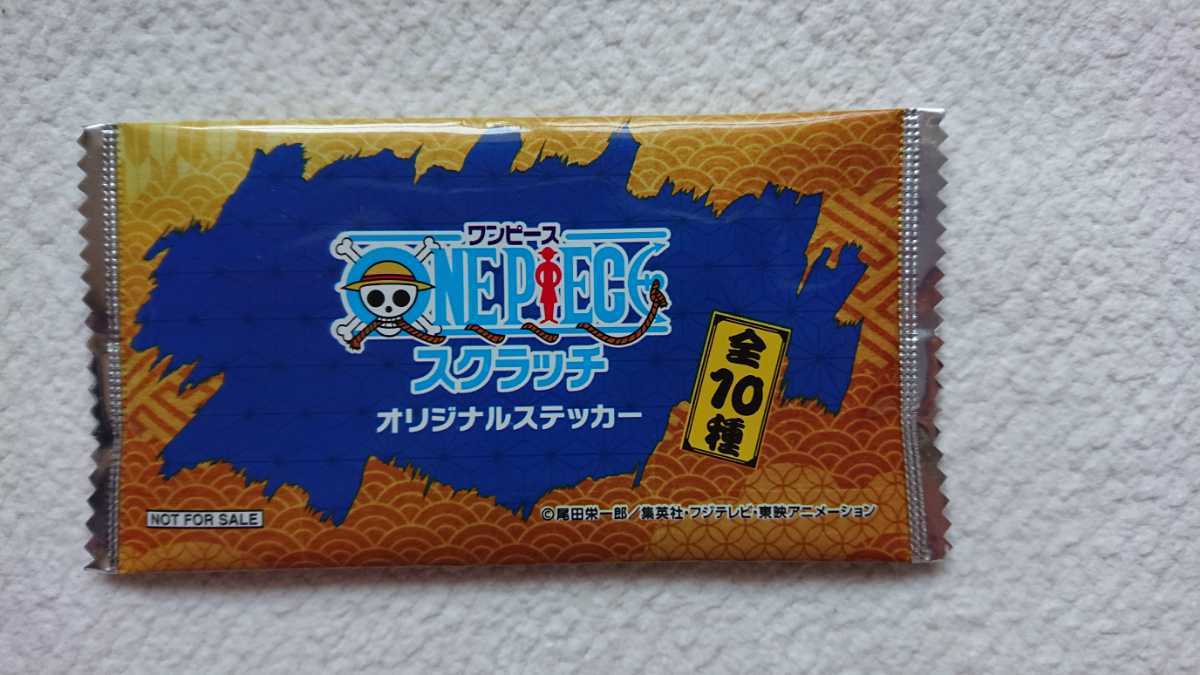 ワンピース
ONE PIECE
スクラッチ
オリジナルステッカー
全10種
NOT FOR SALE
©尾田栄一郎/集英社・フジテレビ・東映アニメーション